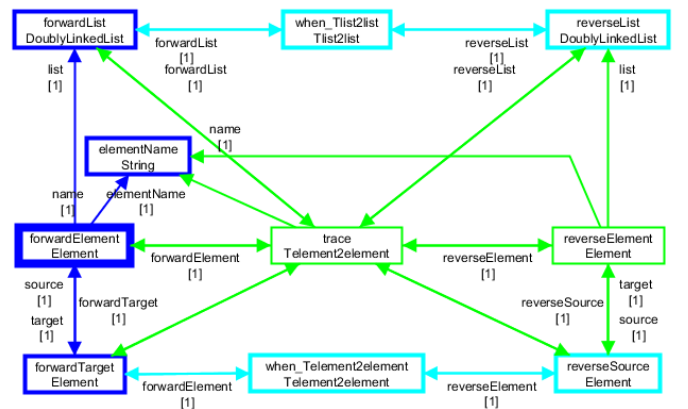 forwardList
DoublyLinkedList
forwardList
[1]
when_Tlist2list
Tlist2list
reverseList
[1]
reverseList
DoublyLinkedList
list
[1]
forwardList
[1]
reverseList
[1]
list
[1]
name
[1]
elementName
String
name
[1]
elementName
[1]
forwardElement
Element
forwardElement
[1]
trace
Telement2element
reverseElement
[1]
reverseElement
Element
source
[1]
target
[1]
forwardTarget
[1]
reverseSource
[1]
target
[1]
source
[1]
forwardTarget
Element
forwardElement
[1]
when_Telement2element
Telement2element
reverseElement
[1]
reverseSource
Element